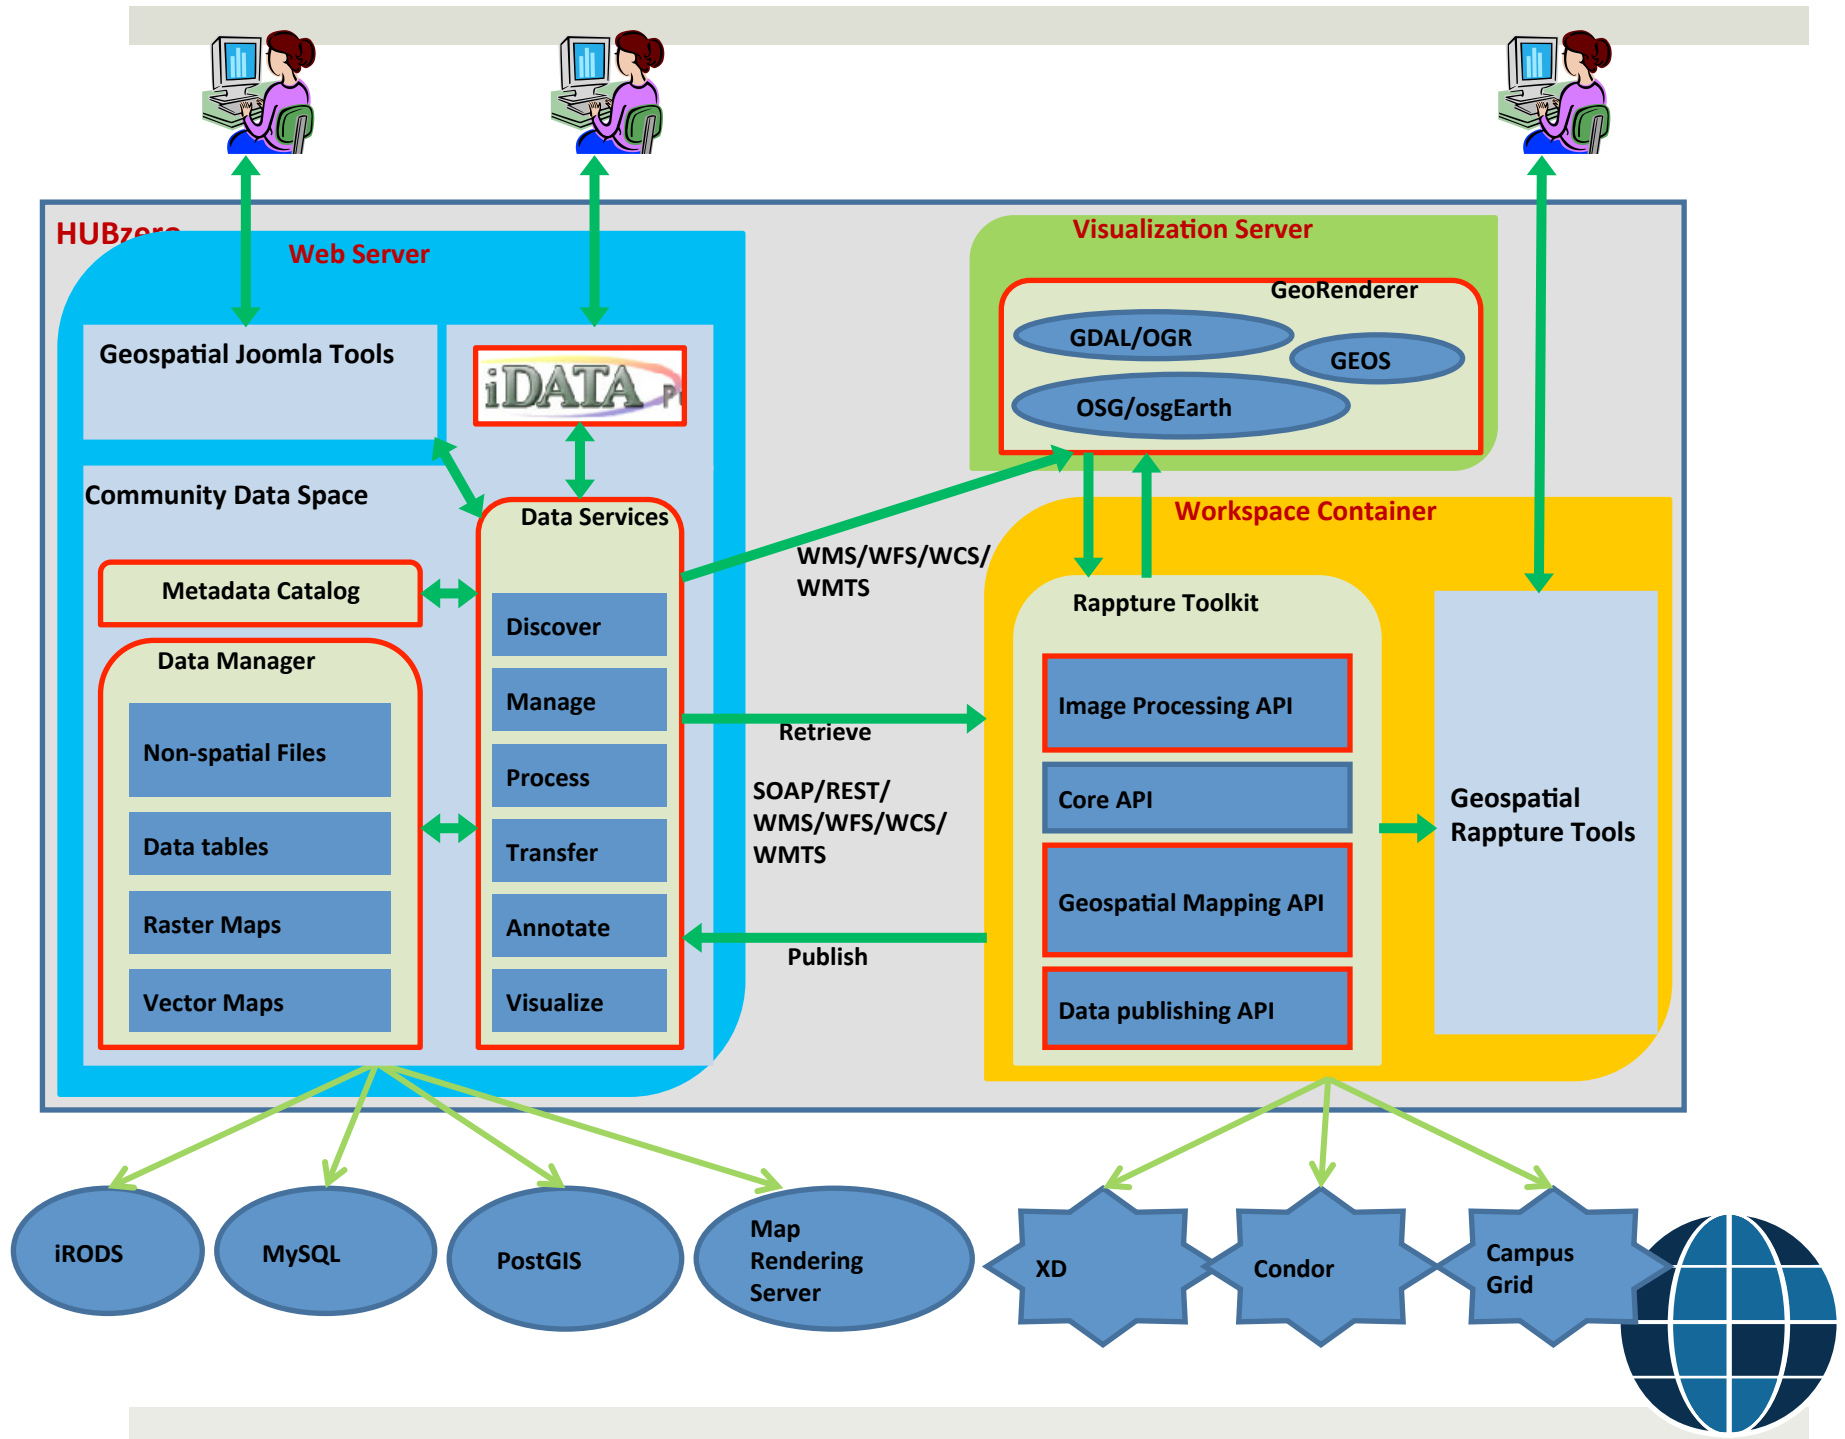 HUBzero
Web Server
Geospatial Joomla Tools
iDATA
Community Data Space
Data Services
Metadata Catalog
Data Manager
Non-spatial Files
Data tables
Raster Maps
Vector Maps
Discover
Manage
Process
Transfer
Annotate
Visualize
WMS/WFS/WCS/
WMTS
Retrieve
SOAP/REST/
WMS/WFS/WCS/
WMTS
Publish
Visualization Server
GeoRenderer
GDAL/OGR
GEOS
OSG/osgEarth
Workspace Container
Rappture Toolkit
Image Processing API
Core API
Geospatial Mapping API
Data publishing API
Geospatial
Rappture Tools
iRODS
MySQL
PostGIS
Map
Rendering
Server
XD
Condor
Campus
Grid